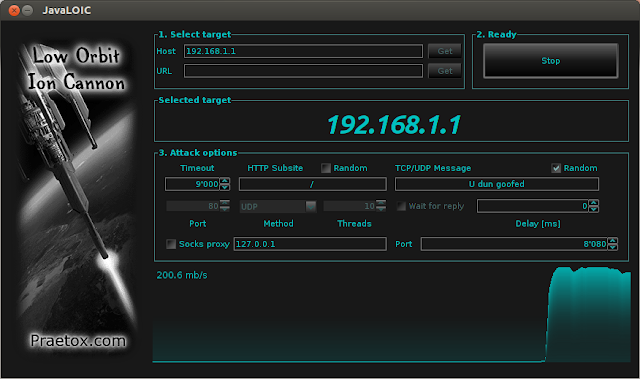 JavaLOIC
Low Orbit
Ion Cannon
Praetox.com
1. Select target
Host 192.168.1.1 Get
URL Get
2. Ready
Stop
Selected target
192.168.1.1
3. Attack options
Timeout HTTP Subsite Random TCP/UDP Message Random
9'000 / U dun goofed
80 UDP 10 Wait for reply 0
Port Method Threads Delay [ms]
Socks proxy 127.0.0.1 Port 8'080
200.6 mb/s